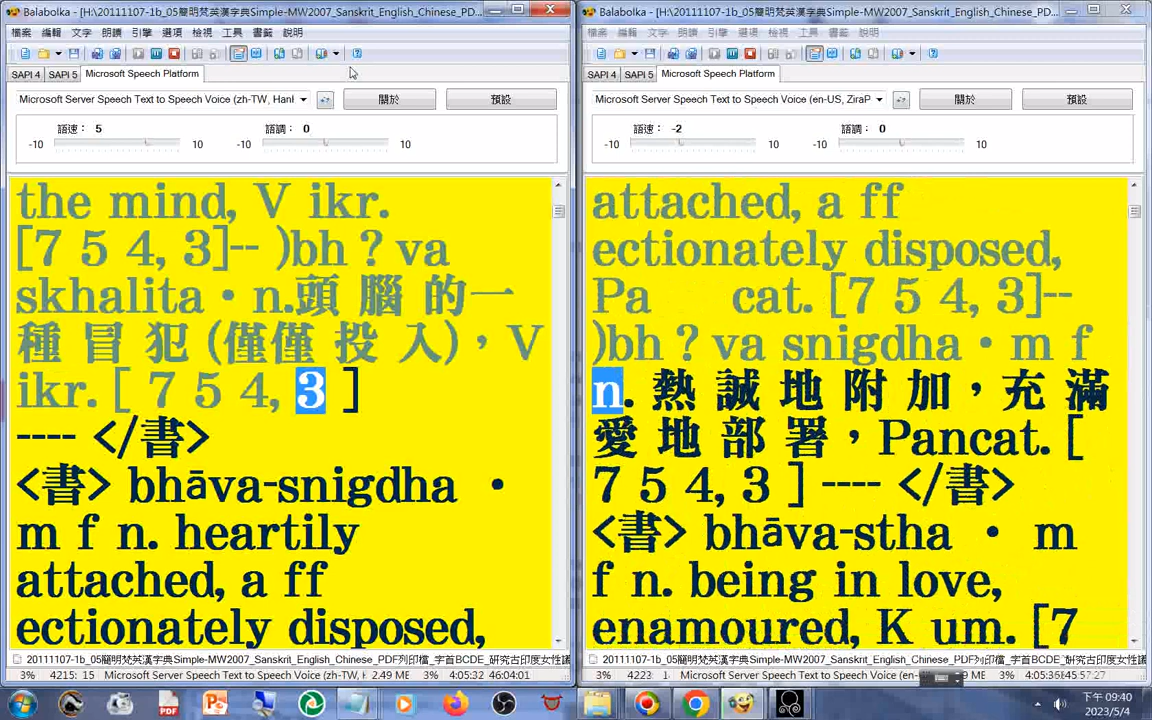 Balabolka - [H:\20111107-1b_05簡明梵英漢字典Simple-MW2007_Sanskrit_English_Chinese_PD...
檔案 編輯 文字 朗讀 引擎 選項 檢視 工具 書籤 說明
SAPI 4 SAPI 5 Microsoft Speech Platform
Microsoft Server Speech Text to Speech Voice (zh-TW, Hanl 關於 預設
語速： 5 語調： 0
-10 10 -10 10
the mind, V ikr.
[7 5 4, 3]-- )bh ? va
skhalita • n.頭 腦 的一
種 冒 犯 (僅僅 投 入)，V
ikr. [ 7 5 4, 3 ]
---- </書>
<書> bhāva-snigdha •
m f n. heartily
attached, a ff
ectionately disposed,
20111107-1b_05簡明梵英漢字典Simple-MW2007_Sanskrit_English_Chinese_PDF列印檔_字首BCDE_研究古印度女性議
3% 4215: 15 Microsoft Server Speech Text to Speech Voice (zh-TW, 2.49 MB 3% 4:05:32 46:04:01
Balabolka - [H:\20111107-1b_05簡明梵英漢字典Simple-MW2007_Sanskrit_English_Chinese_PD...
檔案 編輯 文字 朗讀 引擎 選項 檢視 工具 書籤 說明
SAPI 4 SAPI 5 Microsoft Speech Platform
Microsoft Server Speech Text to Speech Voice (en-US, ZiraP 關於 預設
語速： -2 語調： 0
-10 10 -10 10
attached, a ff
ectionately disposed,
Pa cat. [7 5 4, 3]--
)bh ? va snigdha • m f
n. 熱 誠 地 附 加，充 滿
愛 地 部 署，Pancat. [
7 5 4, 3 ] ---- </書>
<書> bhāva-stha • m
f n. being in love,
enamoured, K um. [7
20111107-1b_05簡明梵英漢字典Simple-MW2007_Sanskrit_English_Chinese_PDF列印檔_字首BCDE_研究古印度女性議
3% 4223 Microsoft Server Speech Text to Speech Voice MB 3% 4:05:36 45:57:27
下午 09:40
2023/5/4